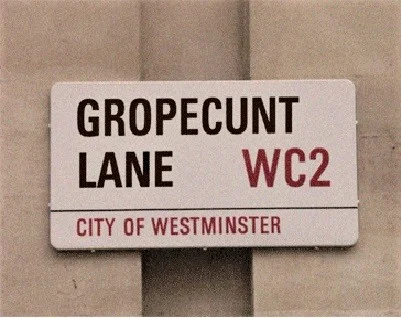 GROPECUNT
LANE WC2
CITY OF WESTMINSTER